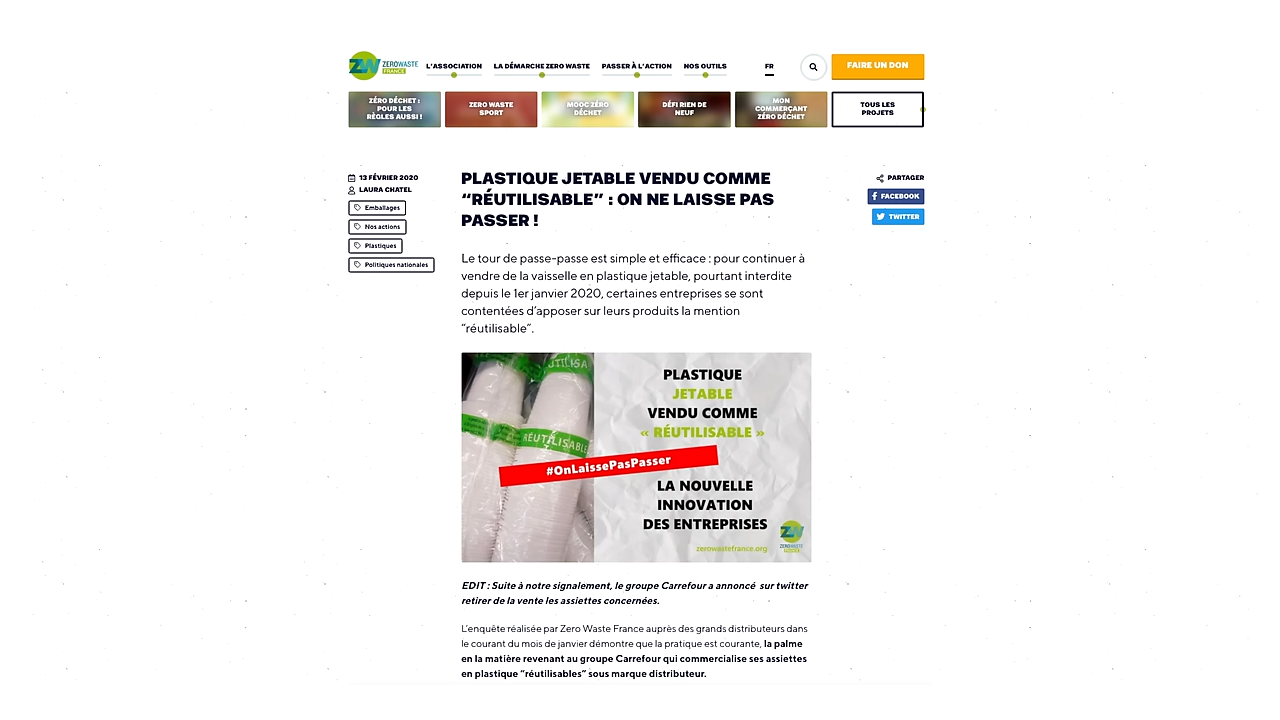 ZW ZEROWASTE
FRANCE
L'ASSOCIATION
LA DÉMARCHE ZERO WASTE
PASSER À L'ACTION
NOS OUTILS
FR
FAIRE UN DON
ZÉRO DÉCHET :
POUR LES
RÈGLES AUSSI !
ZERO WASTE
SPORT
MOOC ZÉRO
DÉCHET
DÉFI RIEN DE
NEUF
MON
COMMERÇANT
ZÉRO DÉCHET
TOUS LES
PROJETS
13 FÉVRIER 2020
LAURA CHATEL
Emballages
Nos actions
Plastiques
Politiques nationales
PLASTIQUE JETABLE VENDU COMME
“RÉUTILISABLE” : ON NE LAISSE PAS
PASSER !
PARTAGER
FACEBOOK
TWITTER
Le tour de passe-passe est simple et efficace : pour continuer à
vendre de la vaisselle en plastique jetable, pourtant interdite
depuis le 1er janvier 2020, certaines entreprises se sont
contentées d’apposer sur leurs produits la mention
“réutilisable”.
RÉUTILISABLE
PLASTIQUE
JETABLE
VENDU COMME
« RÉUTILISABLE »
#OnLaissePasPasser
LA NOUVELLE
INNOVATION
DES ENTREPRISES
zerowastefrance.org
ZW
ZEROWASTE
FRANCE
EDIT : Suite à notre signalement, le groupe Carrefour a annoncé sur twitter
retirer de la vente les assiettes concernées.
L’enquête réalisée par Zero Waste France auprès des grands distributeurs dans
le courant du mois de janvier démontre que la pratique est courante, la palme
en la matière revenant au groupe Carrefour qui commercialise ses assiettes
en plastique “réutilisables” sous marque distributeur.